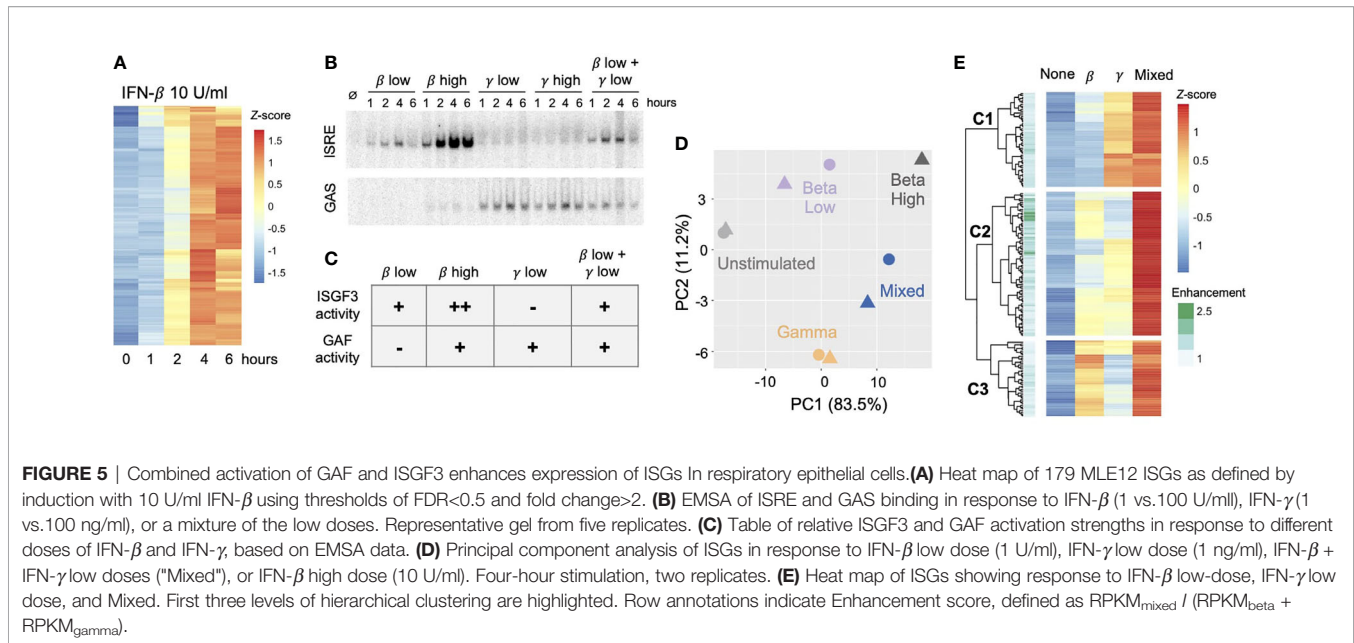 A
IFN-β 10 U/ml
Z-score
1.5
1
0.5
0
-0.5
-1
-1.5
0 1 2 4 6 hours
B
β low β high γ low γ high β low + γ low
ø 1 2 4 6 1 2 4 6 1 2 4 6 1 2 4 6 1 2 4 6 hours
ISRE
GAS
C
β low β high γ low β low + γ low
ISGF3 activity + ++ - +
GAF activity - + + +
D
PC2 (11.2%)
3
0
-3
-6
Beta Low
Beta High
Unstimulated
Mixed
Gamma
-10 0 10
PC1 (83.5%)
E
None β γ Mixed
C1
C2
C3
Z-score
1
0.5
0
-0.5
-1
Enhancement
2.5
1
FIGURE 5 | Combined activation of GAF and ISGF3 enhances expression of ISGs In respiratory epithelial cells.(A) Heat map of 179 MLE12 ISGs as defined by
induction with 10 U/ml IFN-β using thresholds of FDR<0.5 and fold change>2. (B) EMSA of ISRE and GAS binding in response to IFN-β (1 vs.100 U/mll), IFN-γ (1
vs.100 ng/ml), or a mixture of the low doses. Representative gel from five replicates. (C) Table of relative ISGF3 and GAF activation strengths in response to different
doses of IFN-β and IFN-γ, based on EMSA data. (D) Principal component analysis of ISGs in response to IFN-β low dose (1 U/ml), IFN-γ low dose (1 ng/ml), IFN-β +
IFN-γ low doses ("Mixed"), or IFN-β high dose (10 U/ml). Four-hour stimulation, two replicates. (E) Heat map of ISGs showing response to IFN-β low-dose, IFN-γ low
dose, and Mixed. First three levels of hierarchical clustering are highlighted. Row annotations indicate Enhancement score, defined as RPKMmixed / (RPKMbeta +
RPKMgamma).